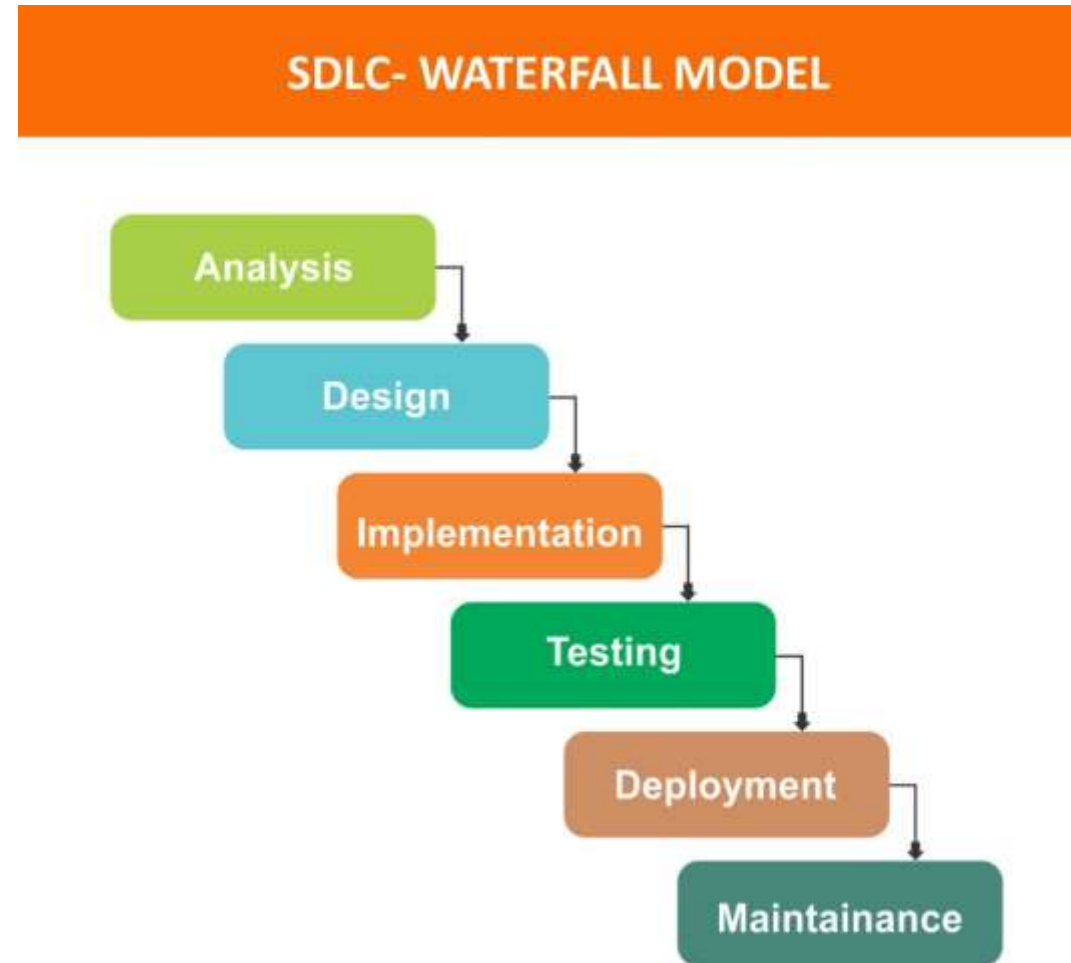 SDLC- WATERFALL MODEL
Analysis
Design
Implementation
Testing
Deployment
Maintainance